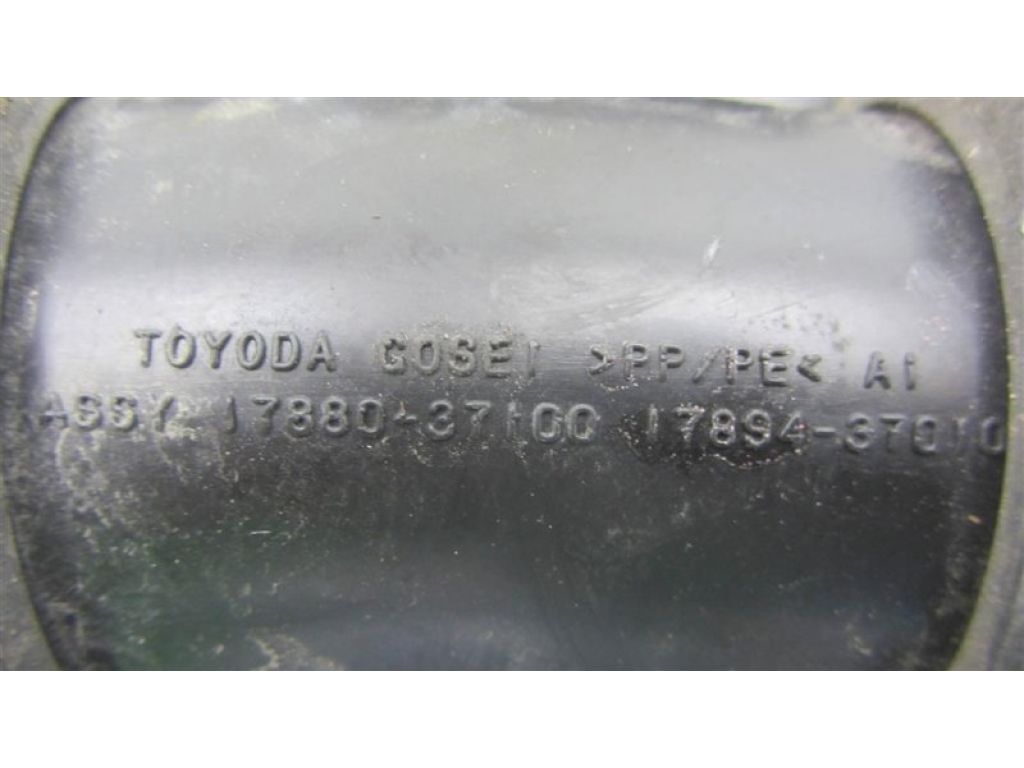 TOYODA GOSEI >PP/PE< A1
ASSY 17880-37100 17894-37010